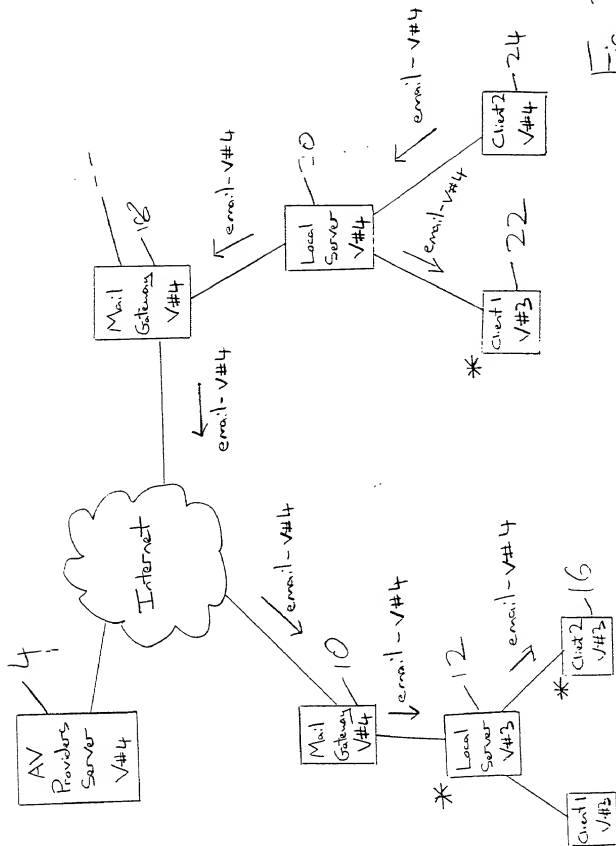 4
AV
Providers
Server
V#4
Internet
Mail
Gateway
V#4
18
email-V#4
email-V#4
Local
Server
V#4
email-V#4
email-V#4
Client 1
V#3
22
*
Client 2
V#4
24
email-V#4
Mail
Gateway
V#4
10
email-V#4
Local
Server
V#3
12
*
email-V#4
Client 1
V#3
Client 2
V#3
16
*